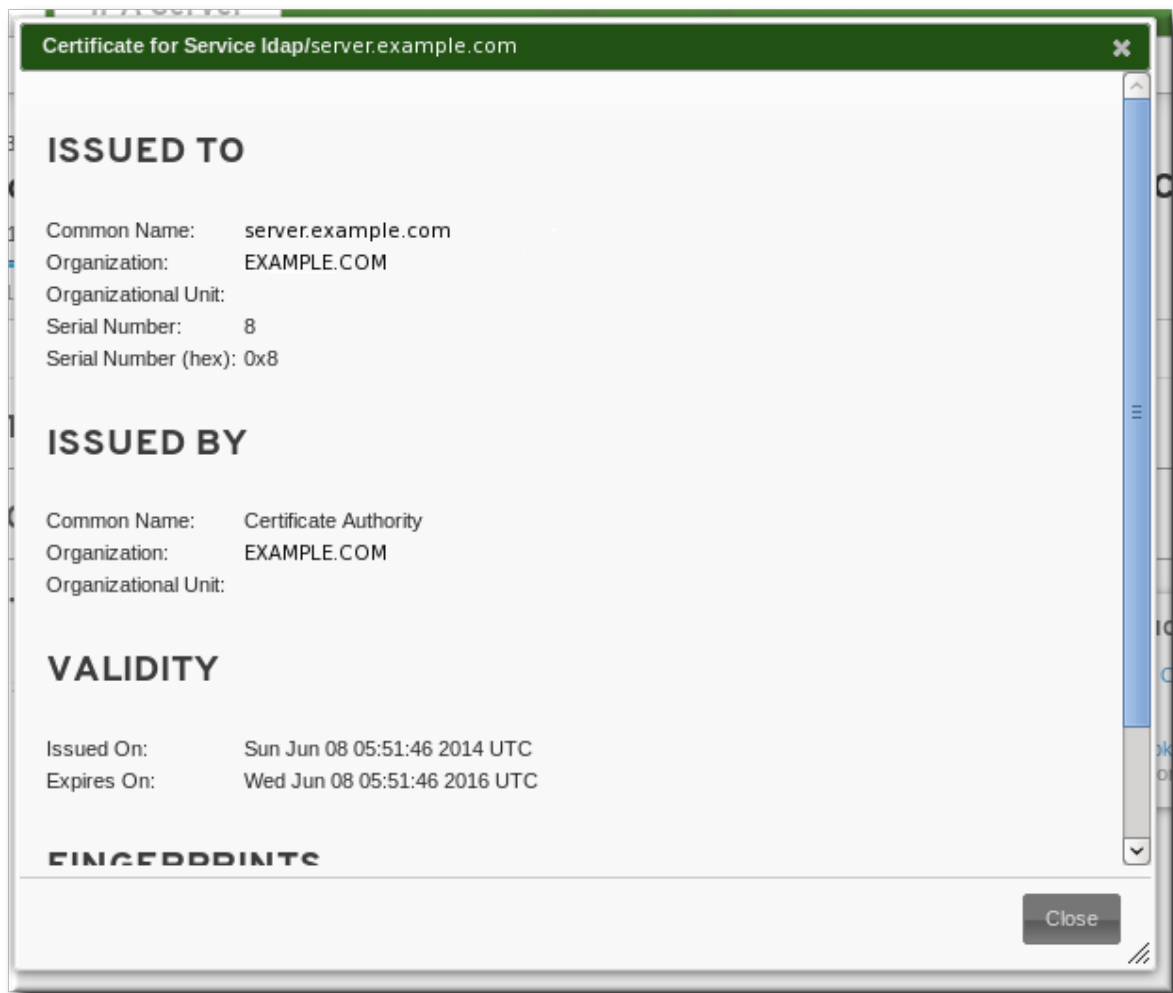 IPA Server
Certificate for Service ldap/server.example.com
ISSUED TO
Common Name: server.example.com
Organization: EXAMPLE.COM
Organizational Unit:
Serial Number: 8
Serial Number (hex): 0x8
ISSUED BY
Common Name: Certificate Authority
Organization: EXAMPLE.COM
Organizational Unit:
VALIDITY
Issued On: Sun Jun 08 05:51:46 2014 UTC
Expires On: Wed Jun 08 05:51:46 2016 UTC
FINGERPRINTS
Close